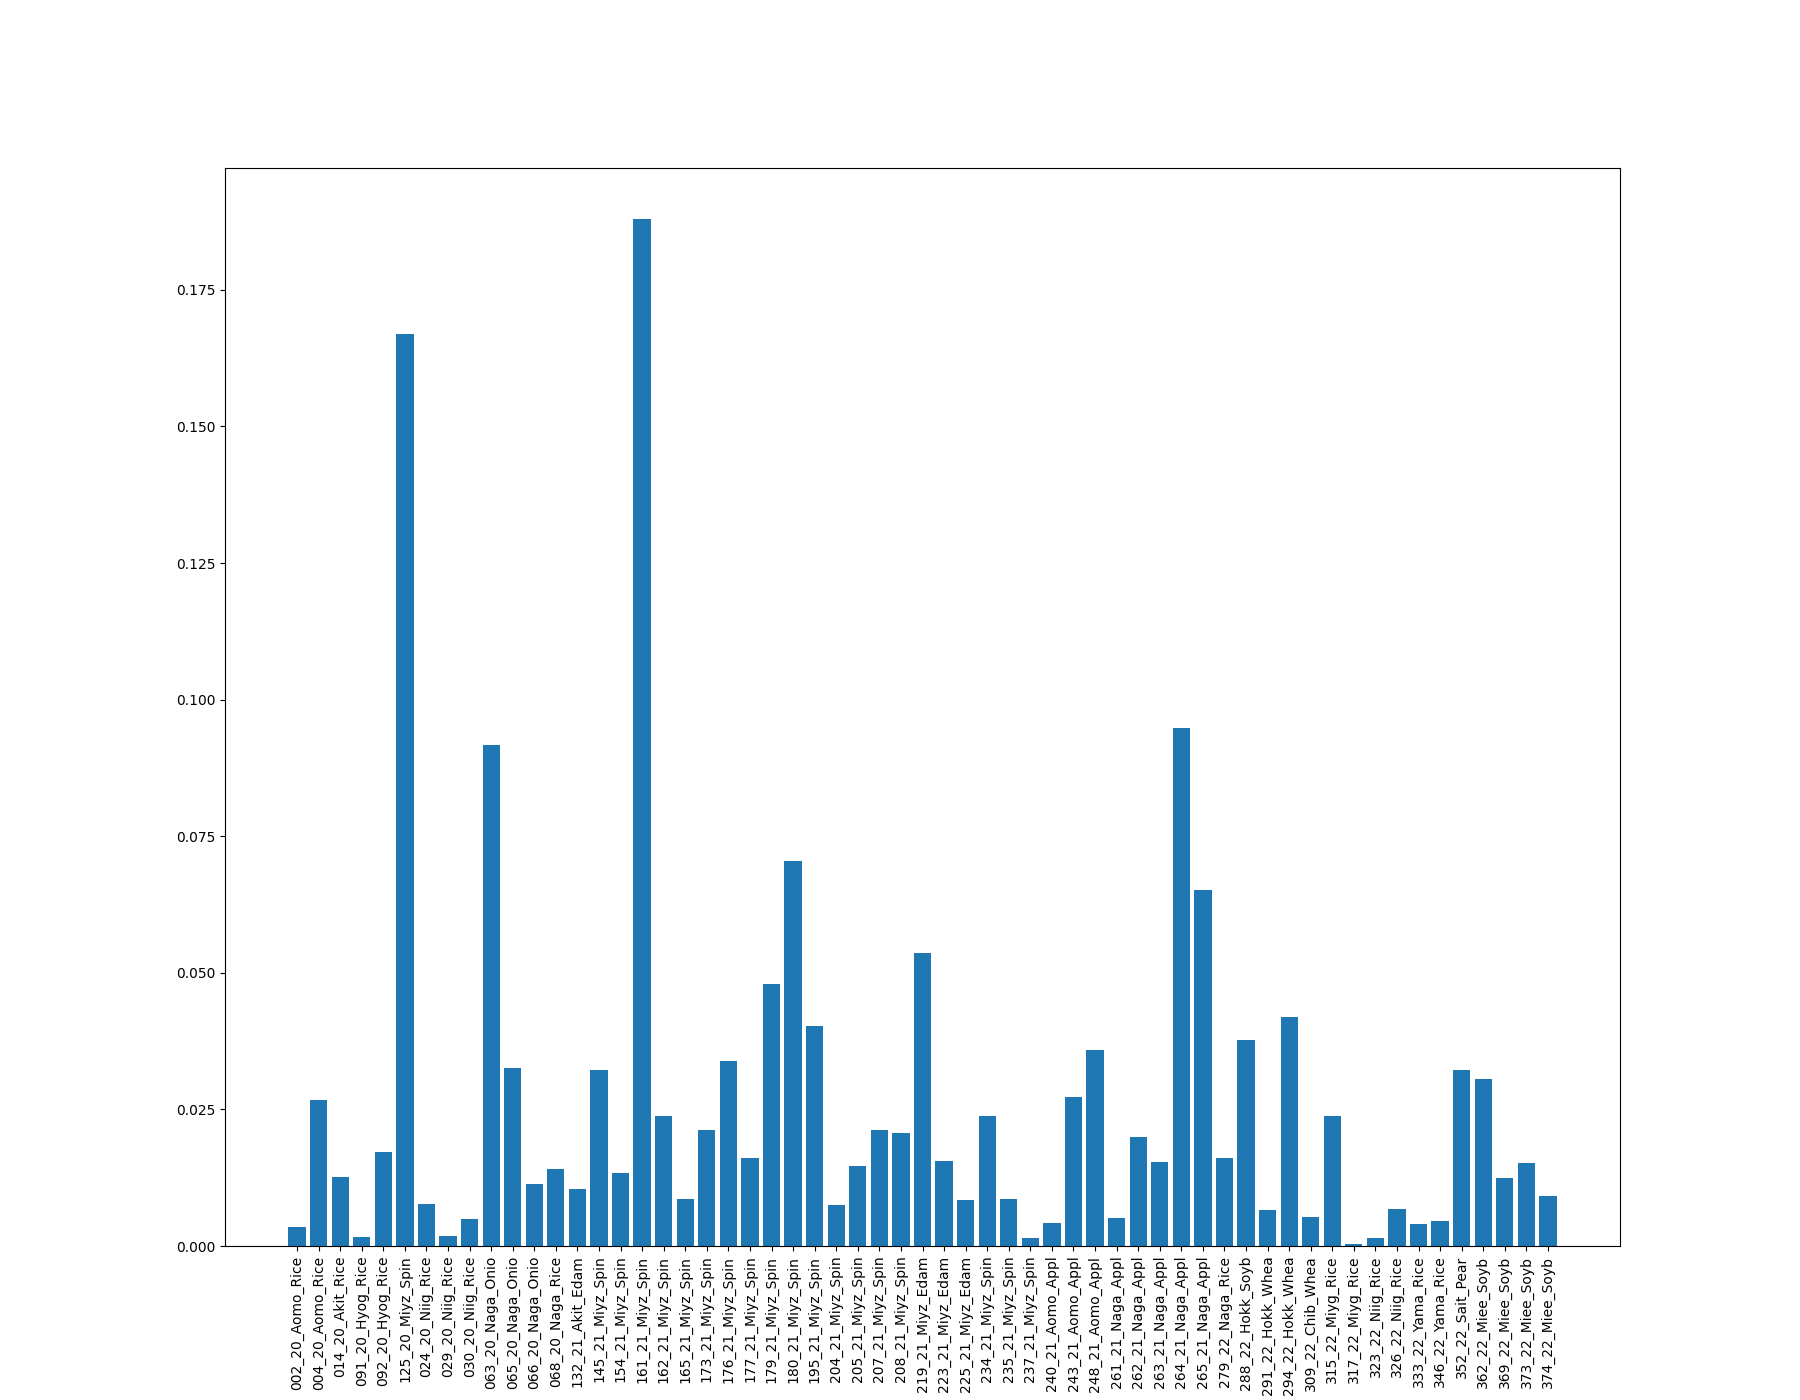 0.175
0.150
0.125
0.100
0.075
0.050
0.025
0.000
002_20_Aomo_Rice
004_20_Aomo_Rice
014_20_Akit_Rice
091_20_Hyog_Rice
092_20_Hyog_Rice
125_20_Miyz_Spin
024_20_Niig_Rice
029_20_Niig_Rice
030_20_Niig_Rice
063_20_Naga_Onio
065_20_Naga_Onio
066_20_Naga_Onio
068_20_Naga_Rice
132_21_Akit_Edam
145_21_Miyz_Spin
154_21_Miyz_Spin
161_21_Miyz_Spin
162_21_Miyz_Spin
165_21_Miyz_Spin
173_21_Miyz_Spin
176_21_Miyz_Spin
177_21_Miyz_Spin
179_21_Miyz_Spin
180_21_Miyz_Spin
195_21_Miyz_Spin
204_21_Miyz_Spin
205_21_Miyz_Spin
207_21_Miyz_Spin
208_21_Miyz_Spin
219_21_Miyz_Edam
223_21_Miyz_Edam
225_21_Miyz_Edam
234_21_Miyz_Spin
235_21_Miyz_Spin
237_21_Miyz_Spin
240_21_Aomo_Appl
243_21_Aomo_Appl
248_21_Aomo_Appl
261_21_Naga_Appl
262_21_Naga_Appl
263_21_Naga_Appl
264_21_Naga_Appl
265_21_Naga_Appl
279_22_Naga_Rice
288_22_Hokk_Soyb
291_22_Hokk_Whea
294_22_Hokk_Whea
309_22_Chib_Whea
315_22_Miyg_Rice
317_22_Miyg_Rice
323_22_Niig_Rice
326_22_Niig_Rice
333_22_Yama_Rice
346_22_Yama_Rice
352_22_Sait_Pear
362_22_Miee_Soyb
369_22_Miee_Soyb
373_22_Miee_Soyb
374_22_Miee_Soyb